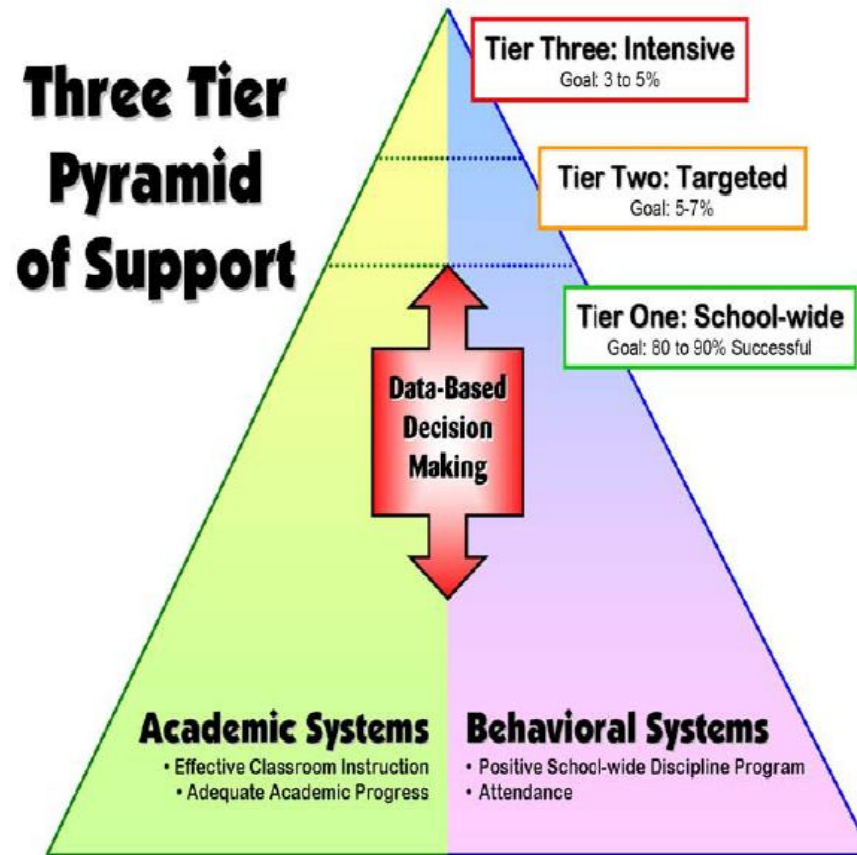 Three Tier
Pyramid
of Support
Tier Three: Intensive
Goal: 3 to 5%
Tier Two: Targeted
Goal: 5-7%
Tier One: School-wide
Goal: 80 to 90% Successful
Data-Based
Decision
Making
Academic Systems
• Effective Classroom Instruction
• Adequate Academic Progress
Behavioral Systems
• Positive School-wide Discipline Program
• Attendance